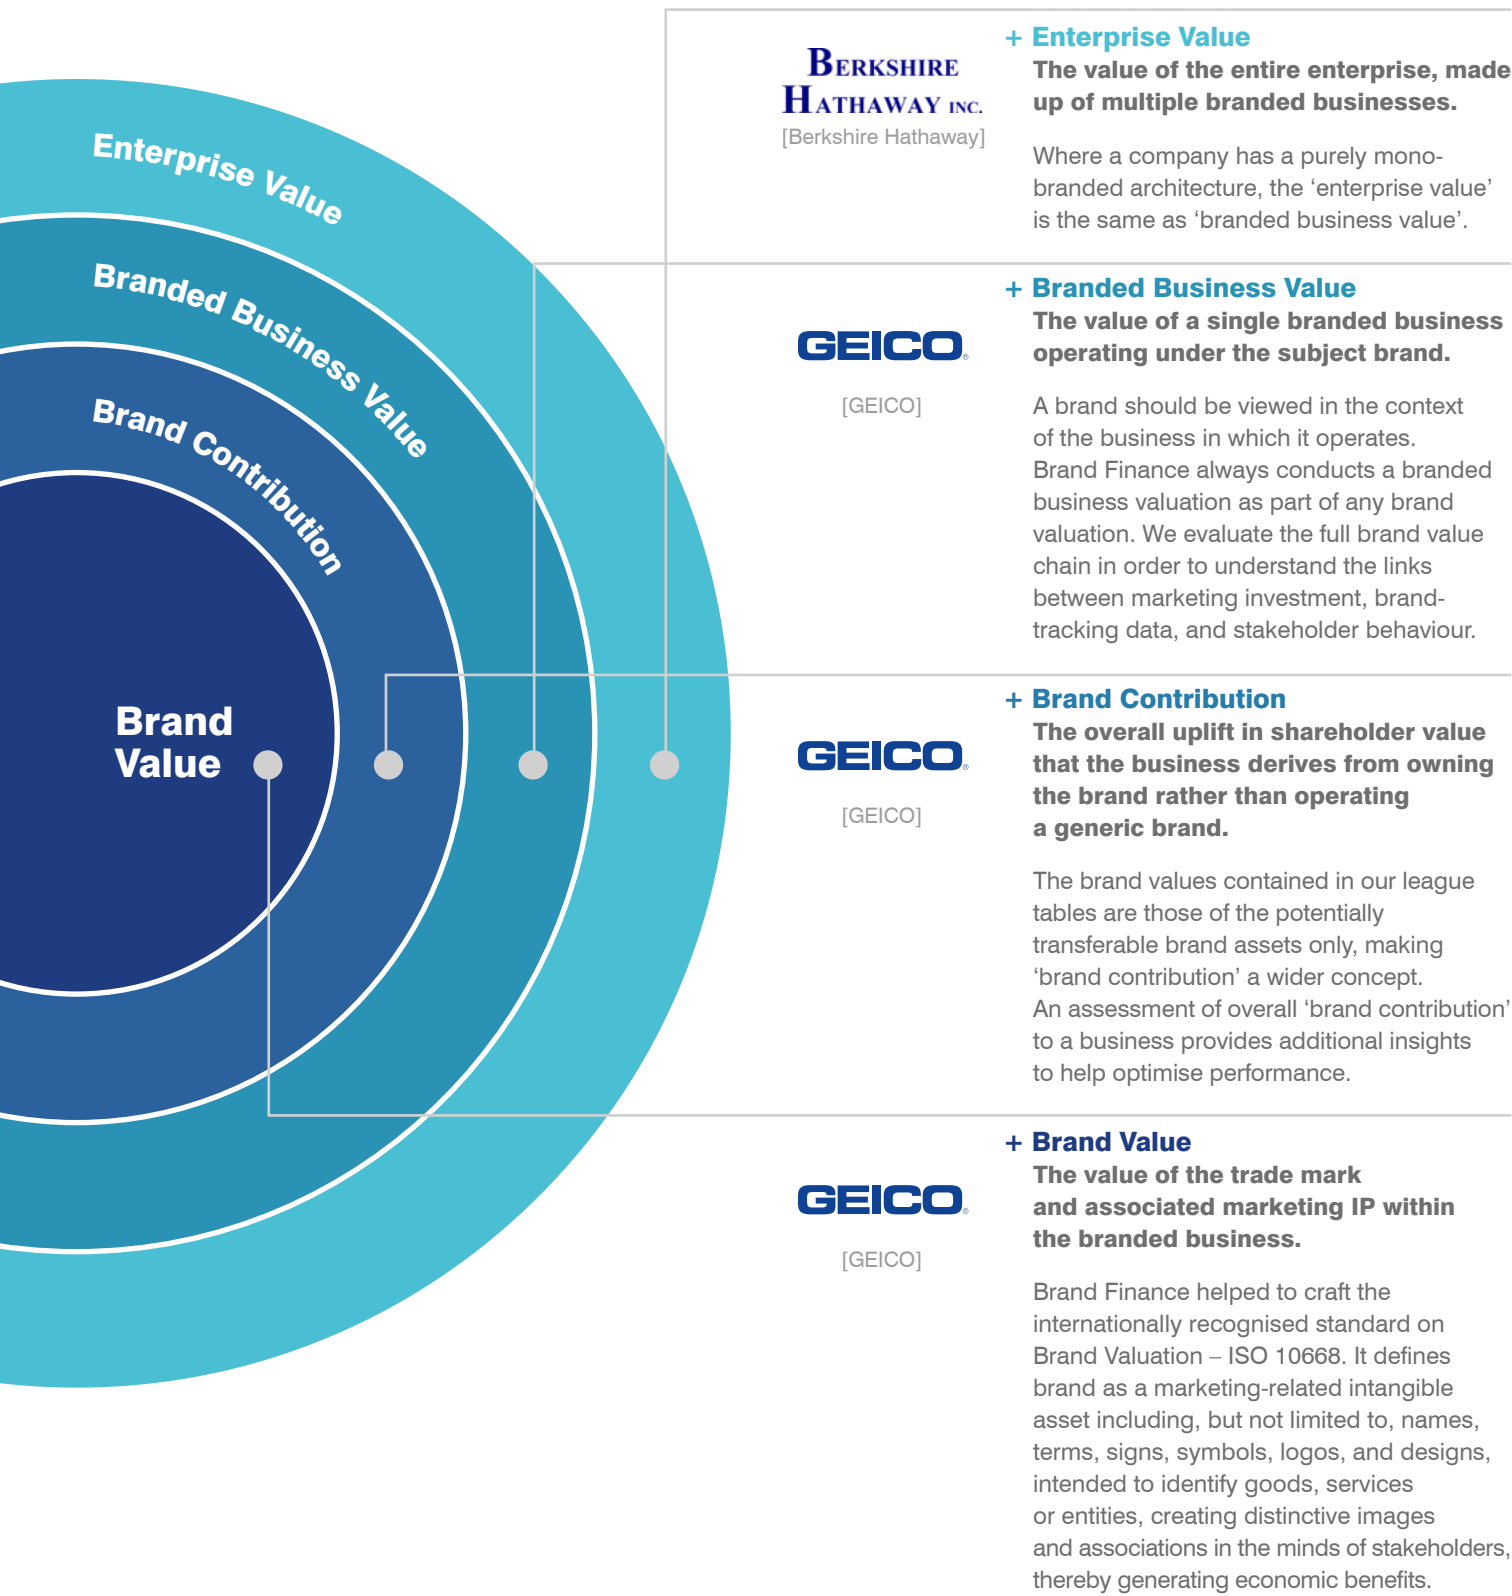 Enterprise Value
Branded Business Value
Brand Contribution
Brand
Value
BERKSHIRE
HATHAWAY INC.
[Berkshire Hathaway]
+ Enterprise Value
The value of the entire enterprise, made
up of multiple branded businesses.
Where a company has a purely mono-
branded architecture, the ‘enterprise value’
is the same as ‘branded business value’.
GEICO®
[GEICO]
+ Branded Business Value
The value of a single branded business
operating under the subject brand.
A brand should be viewed in the context
of the business in which it operates.
Brand Finance always conducts a branded
business valuation as part of any brand
valuation. We evaluate the full brand value
chain in order to understand the links
between marketing investment, brand-
tracking data, and stakeholder behaviour.
GEICO®
[GEICO]
+ Brand Contribution
The overall uplift in shareholder value
that the business derives from owning
the brand rather than operating
a generic brand.
The brand values contained in our league
tables are those of the potentially
transferable brand assets only, making
‘brand contribution’ a wider concept.
An assessment of overall ‘brand contribution’
to a business provides additional insights
to help optimise performance.
GEICO®
[GEICO]
+ Brand Value
The value of the trade mark
and associated marketing IP within
the branded business.
Brand Finance helped to craft the
internationally recognised standard on
Brand Valuation – ISO 10668. It defines
brand as a marketing-related intangible
asset including, but not limited to, names,
terms, signs, symbols, logos, and designs,
intended to identify goods, services
or entities, creating distinctive images
and associations in the minds of stakeholders,
thereby generating economic benefits.